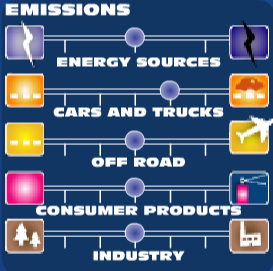 EMISSIONS
ENERGY SOURCES
CARS AND TRUCKS
OFF ROAD
CONSUMER PRODUCTS
INDUSTRY